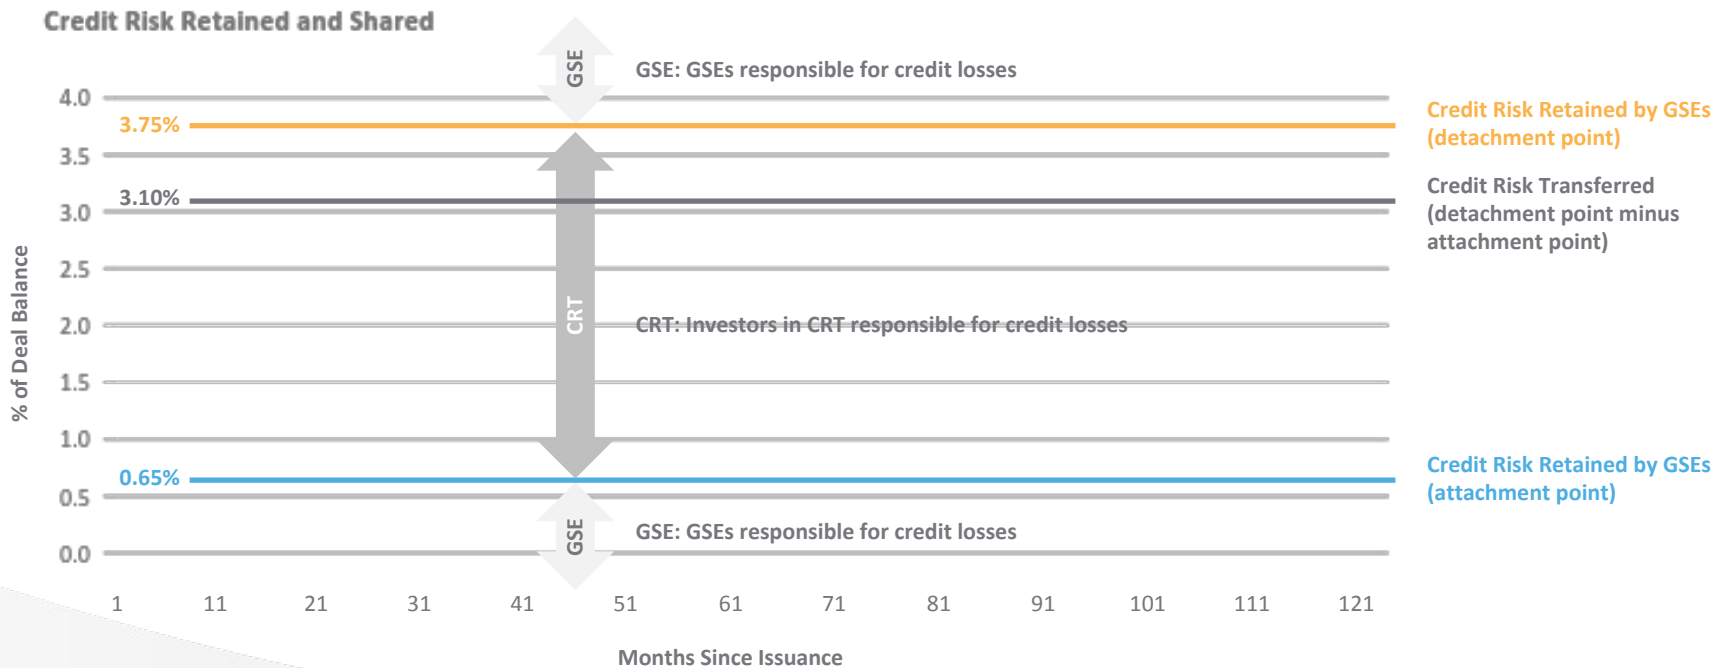 Credit Risk Retained and Shared
GSE
GSE: GSEs responsible for credit losses
4.0
3.75%
Credit Risk Retained by GSEs
(detachment point)
3.5
3.10%
Credit Risk Transferred
(detachment point minus
attachment point)
3.0
2.5
% of Deal Balance
2.0
CRT
CRT: Investors in CRT responsible for credit losses
1.5
1.0
0.65%
Credit Risk Retained by GSEs
(attachment point)
0.5
GSE
GSE: GSEs responsible for credit losses
0.0
1 11 21 31 41 51 61 71 81 91 101 111 121
Months Since Issuance